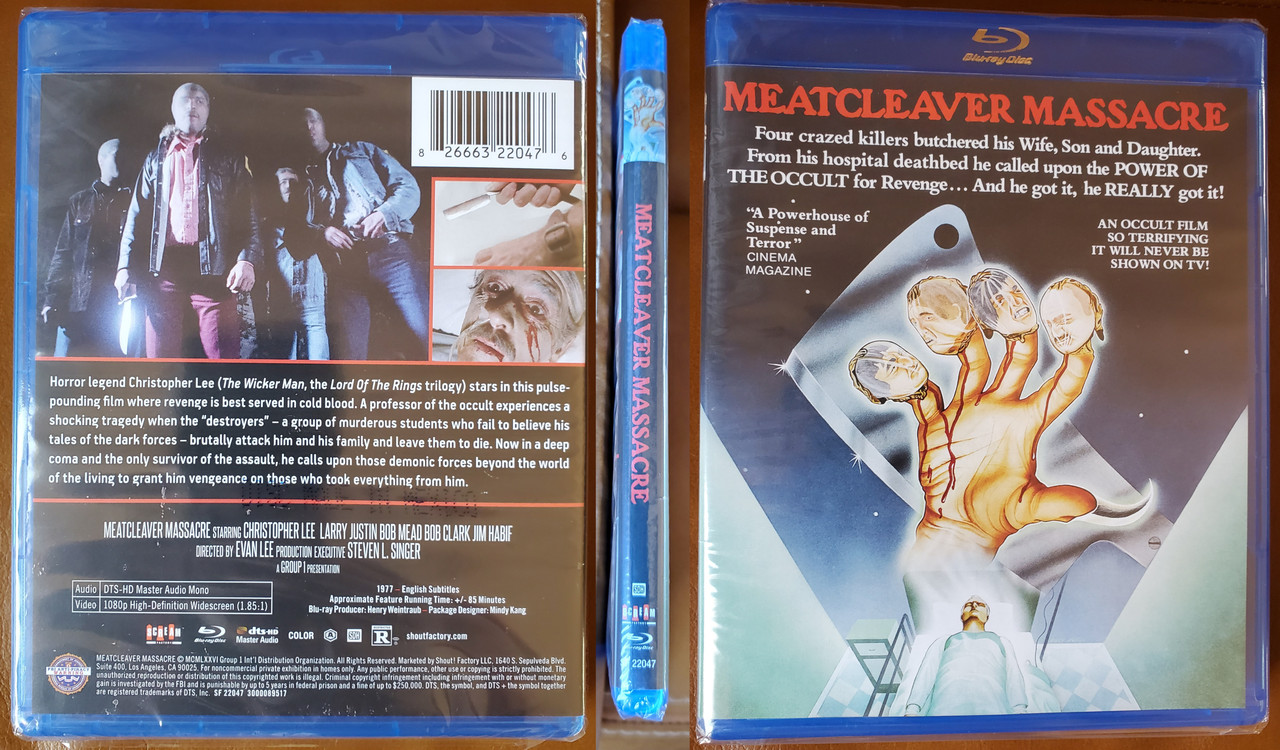 8 26663 22047 6
Horror legend Christopher Lee (The Wicker Man, the Lord Of The Rings trilogy) stars in this pulse-
pounding film where revenge is best served in cold blood. A professor of the occult experiences a
shocking tragedy when the “destroyers” – a group of murderous students who fail to believe his
tales of the dark forces – brutally attack him and his family and leave them to die. Now in a deep
coma and the only survivor of the assault, he calls upon those demonic forces beyond the world
of the living to grant him vengeance on those who took everything from him.
MEATCLEAVER MASSACRE STARRING CHRISTOPHER LEE LARRY JUSTIN BOB MEAD BOB CLARK JIM HABIF
DIRECTED BY EVAN LEE PRODUCTION EXECUTIVE STEVEN L. SINGER
A GROUP 1 PRESENTATION
Audio DTS-HD Master Audio Mono
Video 1080p High-Definition Widescreen (1.85:1)
1977 – English Subtitles
Approximate Feature Running Time: +/- 85 Minutes
Blu-ray Producer: Henry Weintraub – Package Designer: Mindy Kang
SCREAM FACTORY Blu-ray Disc dts-HD Master Audio COLOR SDH R shoutfactory.com
MEATCLEAVER MASSACRE © MCMLXXVI Group 1 Int'l Distribution Organization. All Rights Reserved. Marketed by Shout! Factory LLC, 1640 S. Sepulveda Blvd.
Suite 400, Los Angeles, CA 90025. For noncommercial private exhibition in homes only. Any public performance, other use or copying is strictly prohibited. The
unauthorized reproduction or distribution of this copyrighted work is illegal. Criminal copyright infringement including infringement with or without monetary
gain is investigated by the FBI and is punishable by up to 5 years in federal prison and a fine of up to $250,000. DTS, the symbol, and DTS + the symbol together
are registered trademarks of DTS, Inc. SF 22047 3000089517
MEATCLEAVER MASSACRE
SCREAM
22047
Blu-ray Disc
MEATCLEAVER MASSACRE
Four crazed killers butchered his Wife, Son and Daughter.
From his hospital deathbed he called upon the POWER OF
THE OCCULT for Revenge... And he got it, he REALLY got it!
“A Powerhouse of
Suspense and
Terror”
CINEMA
MAGAZINE
AN OCCULT FILM
SO TERRIFYING
IT WILL NEVER BE
SHOWN ON TV!